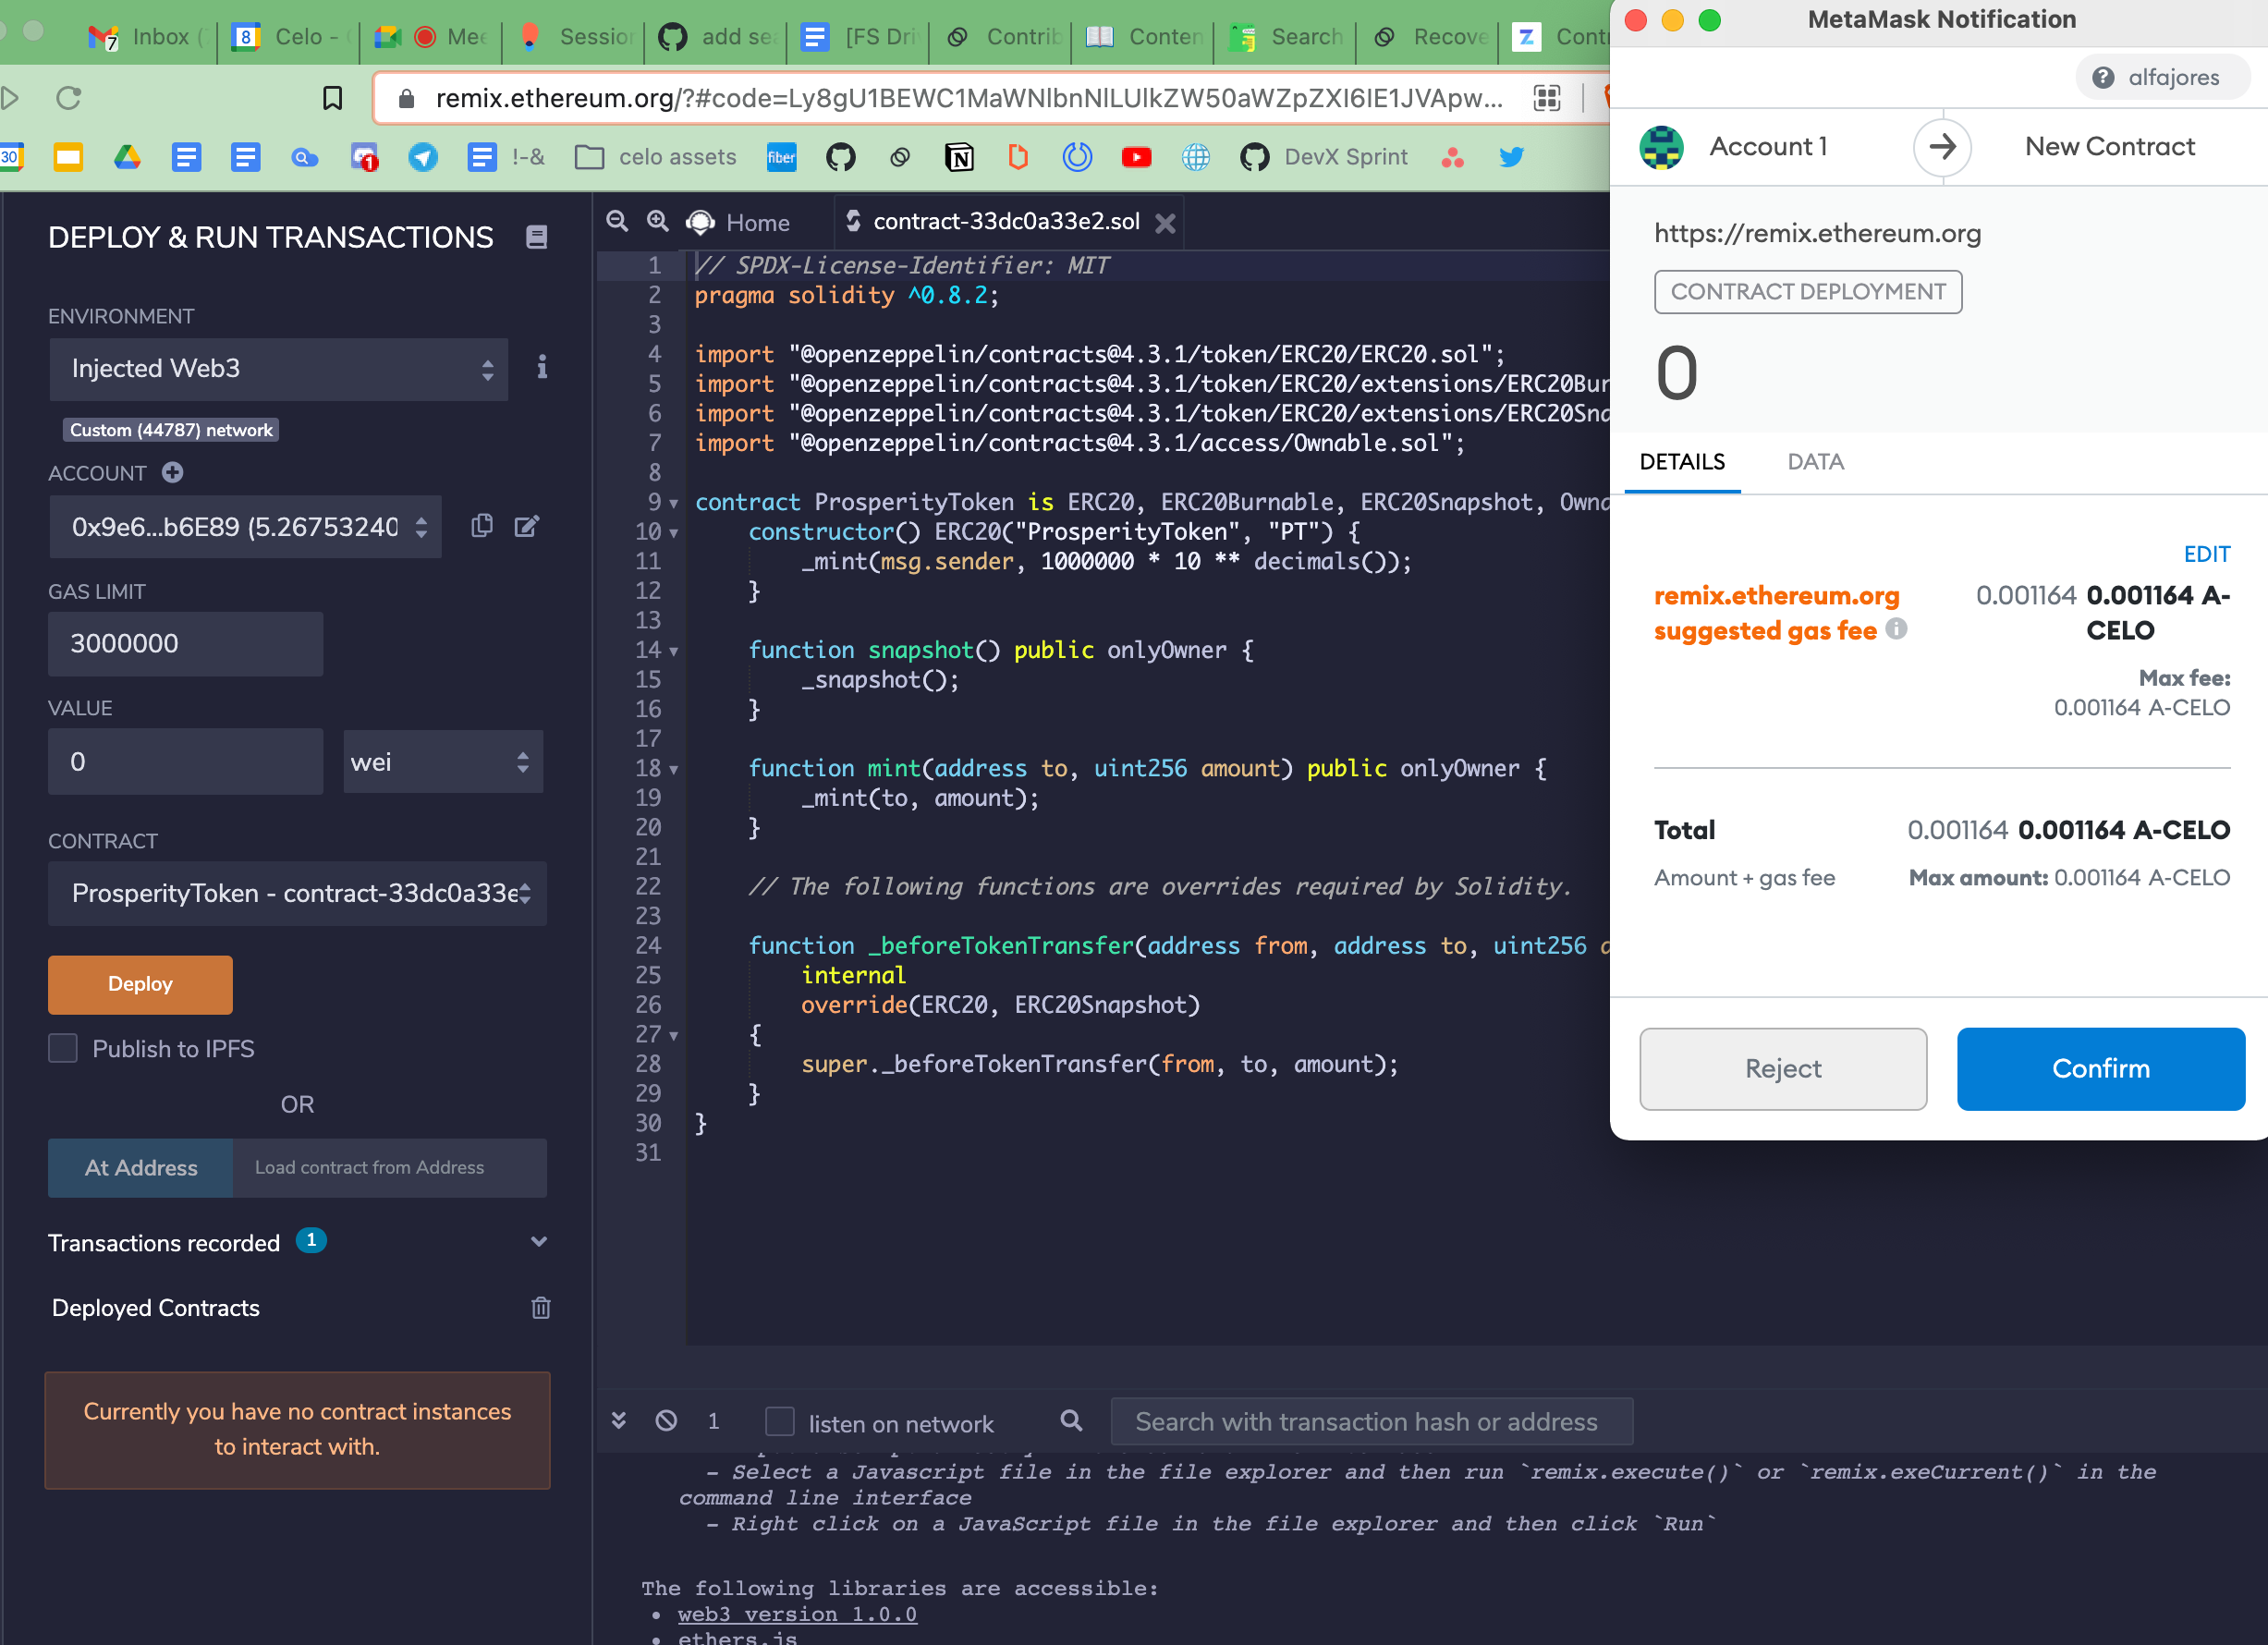 7 Inbox (
8 Celo -
Mee
Session
add sea
[FS Dri
Contrib
Conten
Search
Recove
Z Contr
remix.ethereum.org/?#code=Ly8gU1BEWC1MaWNlbnNlLUlkZW50aWZpZXI6IE1JVApw...
30
1
!-&
celo assets
fiber
DevX Sprint
DEPLOY & RUN TRANSACTIONS
ENVIRONMENT
Injected Web3
Custom (44787) network
ACCOUNT
0x9e6...b6E89 (5.26753240
GAS LIMIT
3000000
VALUE
0
wei
CONTRACT
ProsperityToken - contract-33dc0a33e
Deploy
Publish to IPFS
OR
At Address
Load contract from Address
Transactions recorded 1
Deployed Contracts
Currently you have no contract instances
to interact with.
Home
contract-33dc0a33e2.sol
1 // SPDX-License-Identifier: MIT
2 pragma solidity ^0.8.2;
3
4 import "@openzeppelin/contracts@4.3.1/token/ERC20/ERC20.sol";
5 import "@openzeppelin/contracts@4.3.1/token/ERC20/extensions/ERC20Bur
6 import "@openzeppelin/contracts@4.3.1/token/ERC20/extensions/ERC20Sna
7 import "@openzeppelin/contracts@4.3.1/access/Ownable.sol";
8
9 contract ProsperityToken is ERC20, ERC20Burnable, ERC20Snapshot, Owna
10 constructor() ERC20("ProsperityToken", "PT") {
11 _mint(msg.sender, 1000000 * 10 ** decimals());
12 }
13
14 function snapshot() public onlyOwner {
15 _snapshot();
16 }
17
18 function mint(address to, uint256 amount) public onlyOwner {
19 _mint(to, amount);
20 }
21
22 // The following functions are overrides required by Solidity.
23
24 function _beforeTokenTransfer(address from, address to, uint256 a
25 internal
26 override(ERC20, ERC20Snapshot)
27 {
28 super._beforeTokenTransfer(from, to, amount);
29 }
30 }
31
1
listen on network
Search with transaction hash or address
- Select a Javascript file in the file explorer and then run `remix.execute()` or `remix.exeCurrent()` in the
command line interface
- Right click on a JavaScript file in the file explorer and then click `Run`
The following libraries are accessible:
• web3 version 1.0.0
• ethers.js
MetaMask Notification
alfajores
Account 1
New Contract
https://remix.ethereum.org
CONTRACT DEPLOYMENT
0
DETAILS
DATA
EDIT
remix.ethereum.org
suggested gas fee
0.001164 0.001164 A-
CELO
Max fee:
0.001164 A-CELO
Total
0.001164 0.001164 A-CELO
Amount + gas fee
Max amount: 0.001164 A-CELO
Reject
Confirm